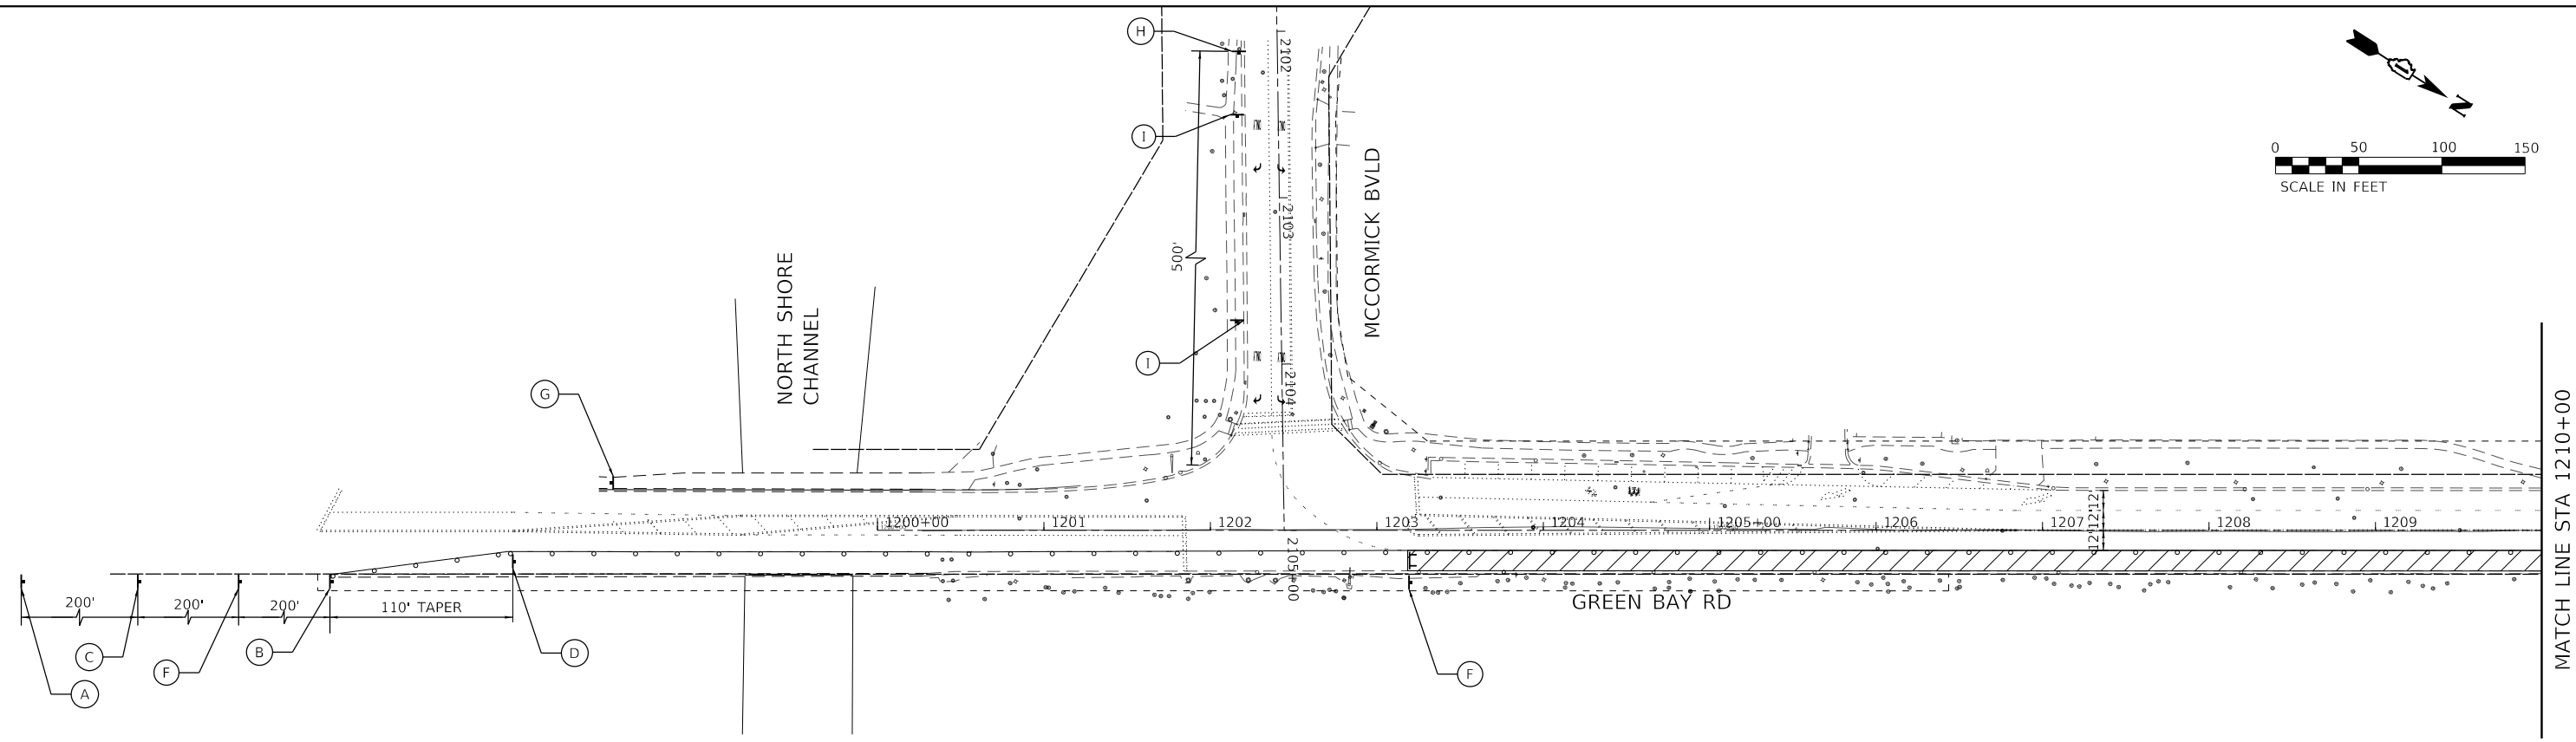 H
2102
N
0 50 100 150
SCALE IN FEET
I
MCCORMICK BVLD
2103
500'
NORTH SHORE
CHANNEL
I
2104
G
MATCH LINE STA 1210+00
1200+00 1201 1202 1203 1204 1205+00 1206 1207 1208 1209
12'12'12'
2105+00
GREEN BAY RD
200' 200' 200' 110' TAPER
C
F
B
D
F
A